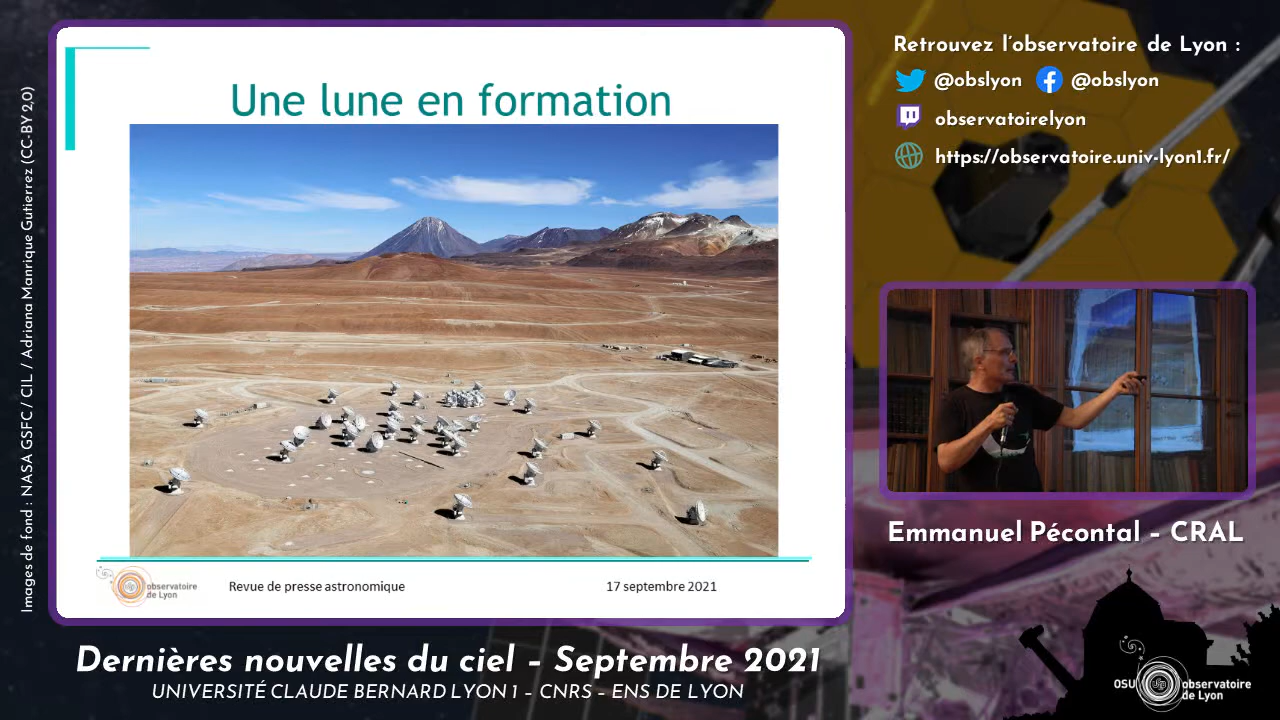 Images de fond : NASA GSFC / CIL / Adriana Manrique Gutierrez (CC-BY 2.0)
Une lune en formation
observatoire
de Lyon
Revue de presse astronomique
17 septembre 2021
Retrouvez l'observatoire de Lyon :
@obslyon @obslyon
observatoirelyon
https://observatoire.univ-lyon1.fr/
Emmanuel Pécontal – CRAL
Dernières nouvelles du ciel – Septembre 2021
UNIVERSITÉ CLAUDE BERNARD LYON 1 – CNRS – ENS DE LYON
OSU observatoire
de Lyon